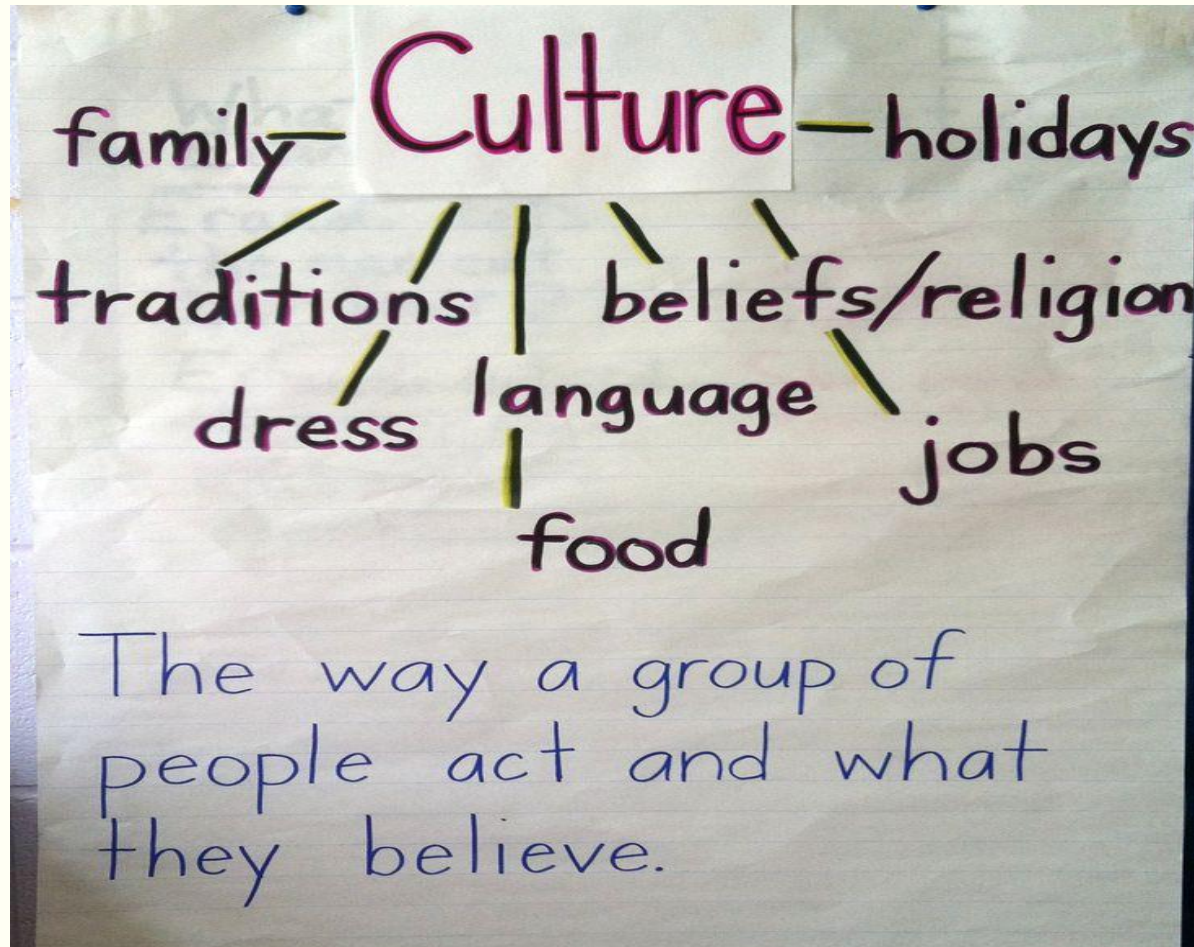 Culture
family holidays
traditions beliefs/religion
dress language jobs
food
The way a group of
people act and what
they believe.